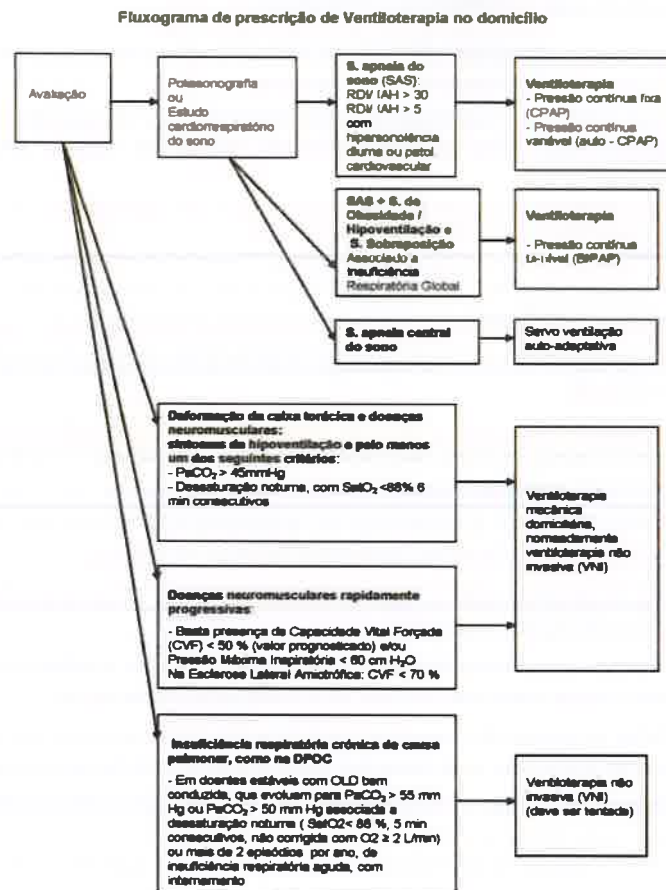 Fluxograma de prescrição de Ventiloterapia no domicílio
Avaliação
Polissonografia
ou
Estudo
cardiorrespiratório
do sono
S. apneia do
sono (SAS):
RDI/ IAH > 30
RDI/ IAH > 5
com
hipersonolência
diurna ou patol.
cardiovascular
Ventiloterapia
- Pressão contínua fixa
(CPAP)
- Pressão contínua
variável (auto - CPAP)
SAS + S. de
Obesidade /
Hipoventilação e
S. Sobreposição
Associado a
Insuficiência
Respiratória Global
Ventiloterapia
- Pressão contínua
bi-nível (BIPAP)
S. apneia central
do sono
Servo ventilação
auto-adaptativa
Deformação da caixa torácica e doenças
neuromusculares:
sintomas de hipoventilação e pelo menos
um dos seguintes critérios:
- PaCO₂ > 45mmHg
- Dessaturação noturna, com SatO₂ <88% 5
min consecutivos
Ventiloterapia
mecânica
domiciliária,
nomeadamente
ventiloterapia não
invasiva (VNI)
Doenças neuromusculares rapidamente
progressivas:
- Basta presença de Capacidade Vital Forçada
(CVF) < 50 % (valor prognosticado) e/ou
Pressão Máxima Inspiratória < 60 cm H₂O
Na Esclerose Lateral Amiotrófica: CVF < 70 %
Insuficiência respiratória crónica de causa
pulmonar, como na DPOC
- Em doentes estáveis com OLD bem
conduzida, que evoluem para PaCO₂ > 55 mm
Hg ou PaCO₂ > 50 mm Hg associada a
dessaturação noturna ( SatO2< 88 %, 5 min
consecutivos, não corrigida com O2 ≥ 2 L/min)
ou mais de 2 episódios por ano, de
insuficiência respiratória aguda, com
internamento
Ventiloterapia não
invasiva (VNI)
(deve ser tentada)